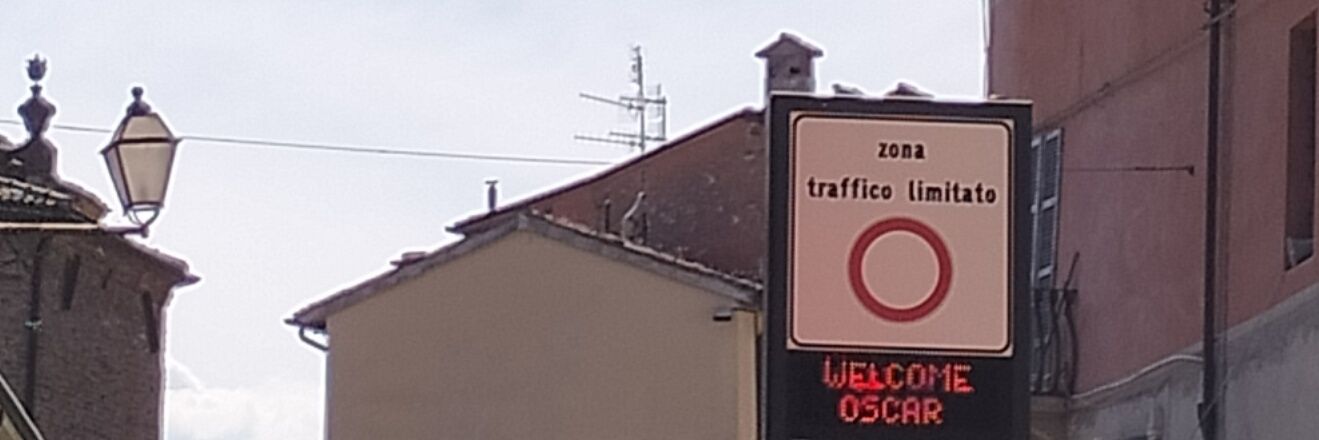 zona
traffico limitato
WELCOME
OSCAR